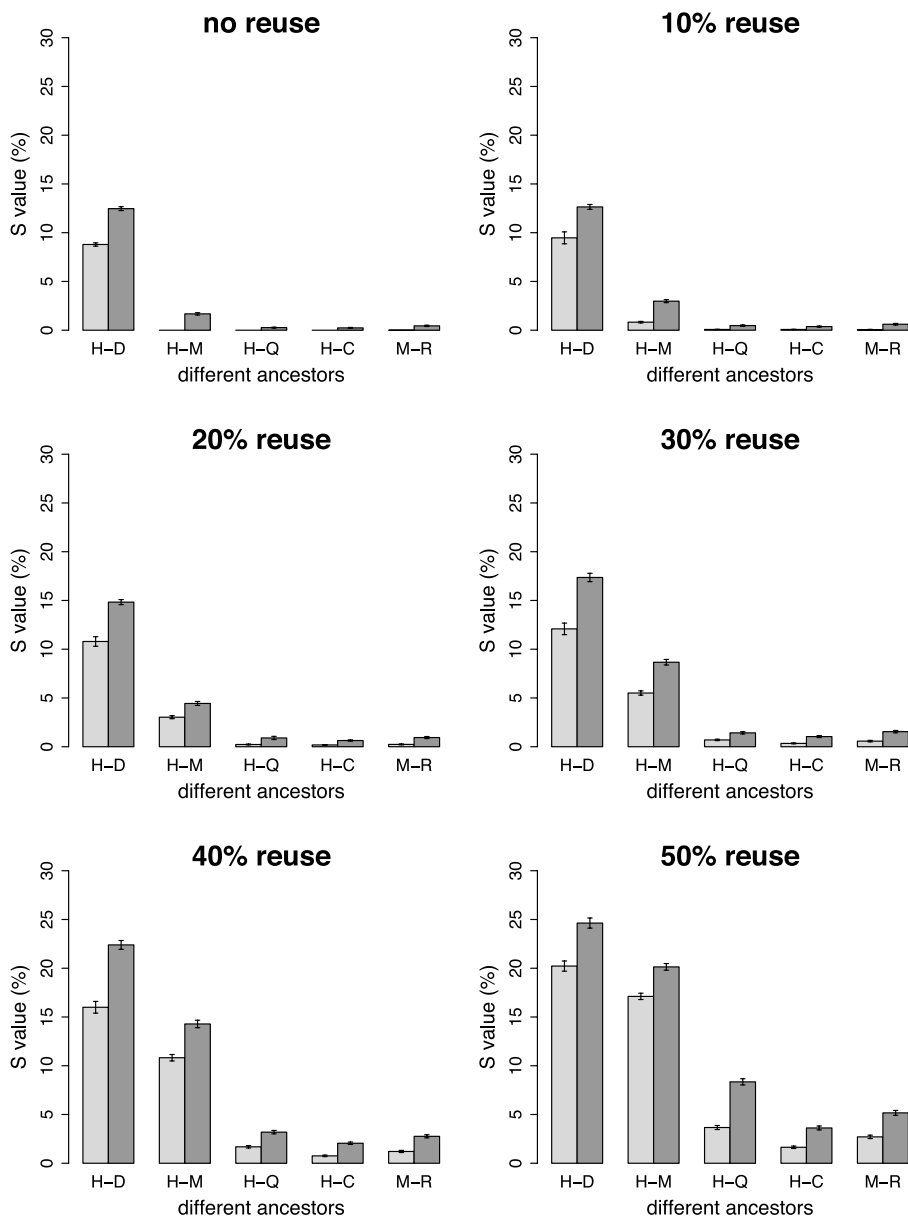 no reuse
S value (%)
0 5 10 15 20 25 30
H–D H–M H–Q H–C M–R
different ancestors
10% reuse
S value (%)
0 5 10 15 20 25 30
H–D H–M H–Q H–C M–R
different ancestors
20% reuse
S value (%)
0 5 10 15 20 25 30
H–D H–M H–Q H–C M–R
different ancestors
30% reuse
S value (%)
0 5 10 15 20 25 30
H–D H–M H–Q H–C M–R
different ancestors
40% reuse
S value (%)
0 5 10 15 20 25 30
H–D H–M H–Q H–C M–R
different ancestors
50% reuse
S value (%)
0 5 10 15 20 25 30
H–D H–M H–Q H–C M–R
different ancestors